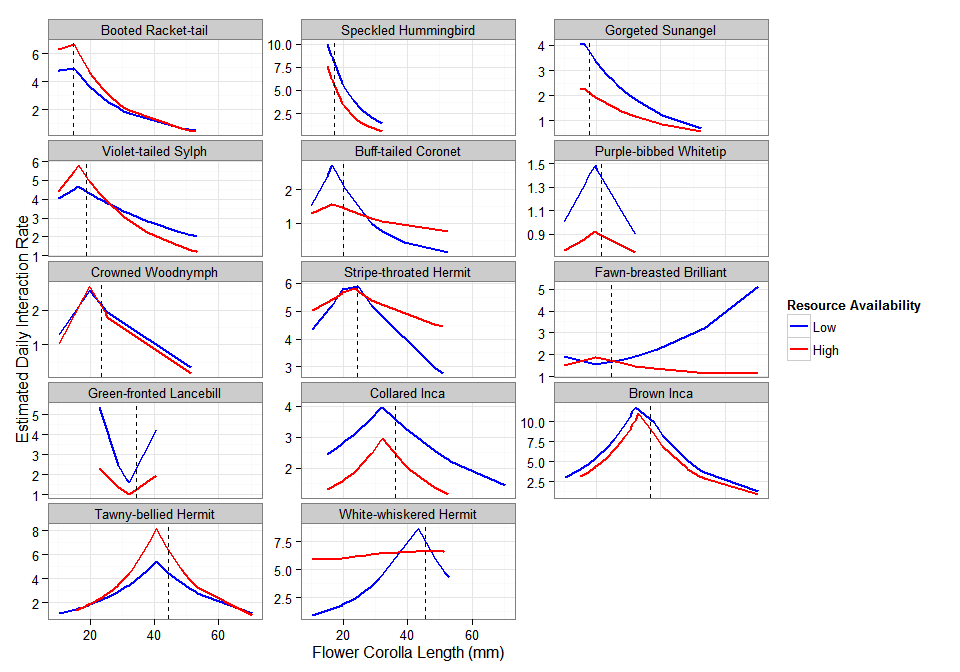 Booted Racket-tail Speckled Hummingbird Gorgeted Sunangel
6 4 2
10.0 7.5 5.0 2.5
4 3 2 1
Violet-tailed Sylph Buff-tailed Coronet Purple-bibbed Whitetip
6 5 4 3 2 1
2 1
1.5 1.3 1.1 0.9
Crowned Woodnymph Stripe-throated Hermit Fawn-breasted Brilliant
2 1
6 5 4 3
5 4 3 2 1
Green-fronted Lancebill Collared Inca Brown Inca
5 4 3 2 1
4 3 2
10.0 7.5 5.0 2.5
Tawny-bellied Hermit White-whiskered Hermit
8 6 4 2
7.5 5.0 2.5
20 40 60 20 40 60
Flower Corolla Length (mm)
Estimated Daily Interaction Rate
Resource Availability
Low
High